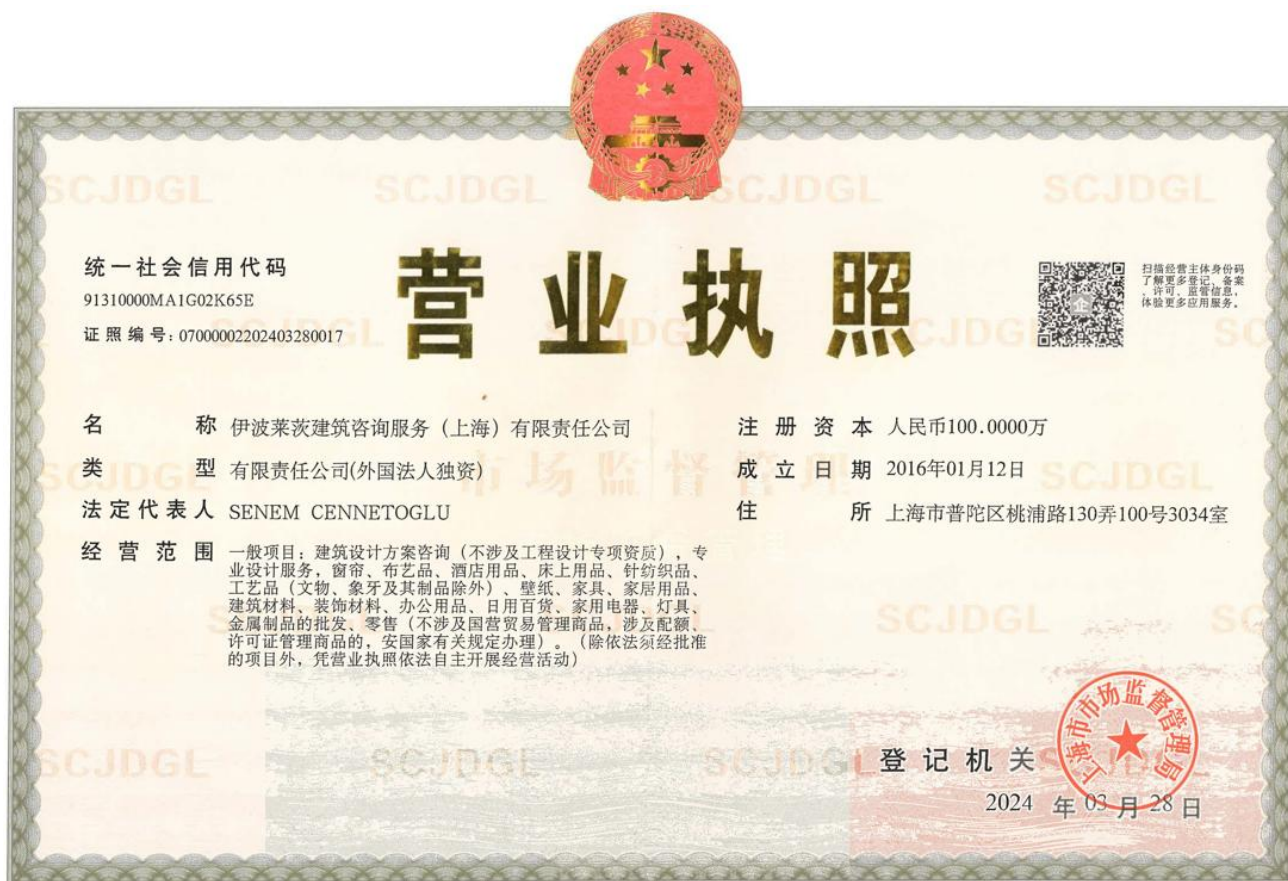 统一社会信用代码
91310000MA1G02K65E
证照编号：07000002202403280017
营业执照
扫描经营主体身份码
了解更多登记、备案
、许可、监管信息，
体验更多应用服务。
企
名称 伊波莱茨建筑咨询服务（上海）有限责任公司
类型 有限责任公司(外国法人独资)
法定代表人 SENEM CENNETOGLU
经营范围 一般项目：建筑设计方案咨询（不涉及工程设计专项资质），专
业设计服务，窗帘、布艺品、酒店用品、床上用品、针纺织品、
工艺品（文物、象牙及其制品除外）、壁纸、家具、家居用品、
建筑材料、装饰材料、办公用品、日用百货、家用电器、灯具、
金属制品的批发、零售（不涉及国营贸易管理商品，涉及配额、
许可证管理商品的，安国家有关规定办理）。（除依法须经批准
的项目外，凭营业执照依法自主开展经营活动）
注册资本 人民币100.0000万
成立日期 2016年01月12日
住所 上海市普陀区桃浦路130弄100号3034室
市场监督管理
SCJDGL
登记机关
上海市市场监督管理局
2024年03月28日